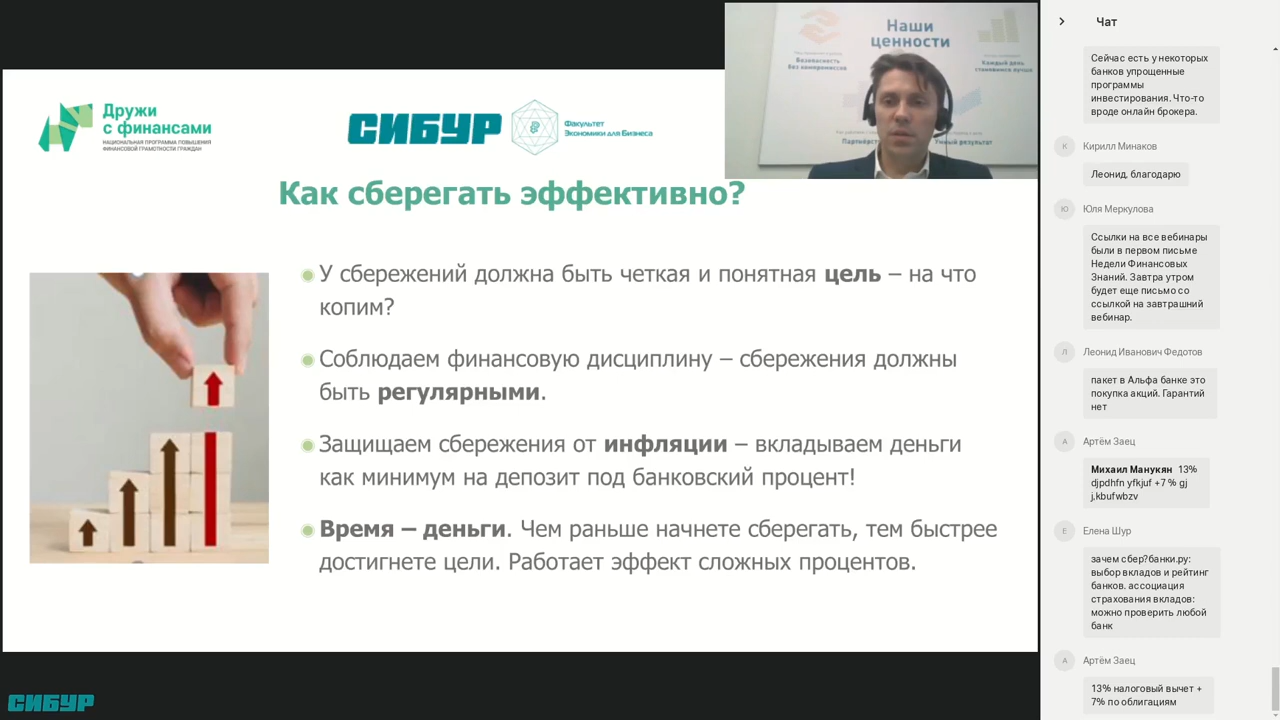 Дружи
с финансами
НАЦИОНАЛЬНАЯ ПРОГРАММА ПОВЫШЕНИЯ
ФИНАНСОВОЙ ГРАМОТНОСТИ ГРАЖДАН
СИБУР
Факультет
Экономики для Бизнеса
Наши
ценности
Безопасность
без компромиссов
Каждый день
становимся лучше
Как сберегать эффективно?
У сбережений должна быть четкая и понятная цель – на что
копим?
Соблюдаем финансовую дисциплину – сбережения должны
быть регулярными.
Защищаем сбережения от инфляции – вкладываем деньги
как минимум на депозит под банковский процент!
Время – деньги. Чем раньше начнете сберегать, тем быстрее
достигнете цели. Работает эффект сложных процентов.
СИБУР
Чат
Сейчас есть у некоторых
банков упрощенные
программы
инвестирования. Что-то
вроде онлайн брокера.
К
Кирилл Минаков
Леонид, благодарю
Ю
Юля Меркулова
Ссылки на все вебинары
были в первом письме
Недели Финансовых
Знаний. Завтра утром
будет еще письмо со
ссылкой на завтрашний
вебинар.
Л
Леонид Иванович Федотов
пакет в Альфа банке это
покупка акций. Гарантий
нет
А
Артём Заец
Михаил Манукян 13%
djpdhfn yfkjuf +7 % gj
j,kbufwbzv
Е
Елена Шур
зачем сбер?банки.ру:
выбор вкладов и рейтинг
банков. ассоциация
страхования вкладов:
можно проверить любой
банк
А
Артём Заец
13% налоговый вычет +
7% по облигациям